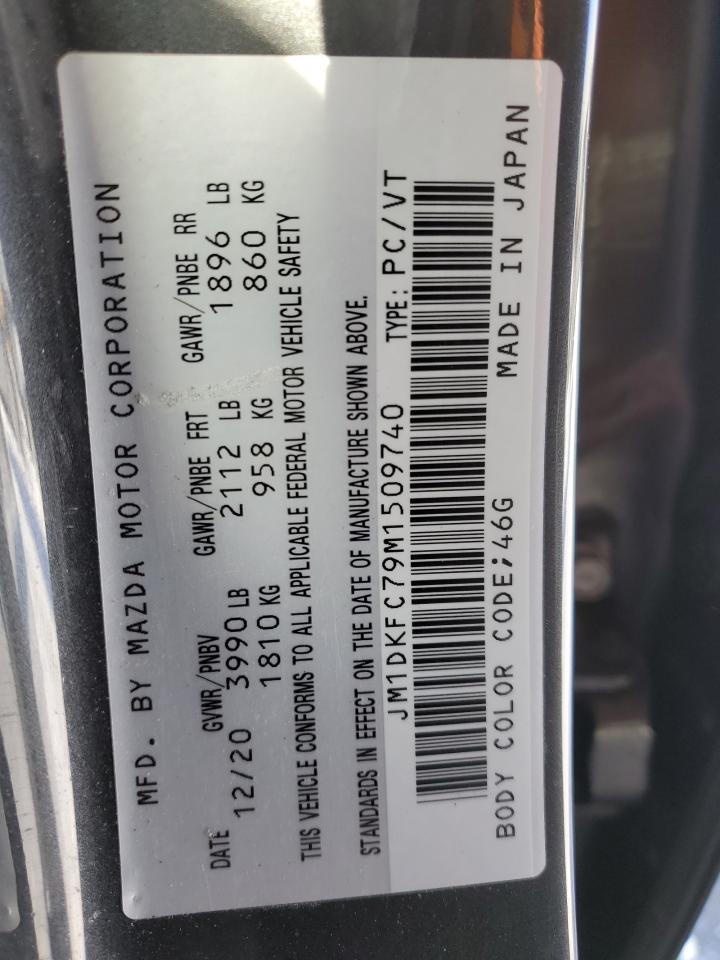 MFD. BY MAZDA MOTOR CORPORATION
GVWR/PNBV GAWR/PNBE FRT GAWR/PNBE RR
DATE 12/20 3990 LB 2112 LB 1896 LB
1810 KG 958 KG 860 KG
THIS VEHICLE CONFORMS TO ALL APPLICABLE FEDERAL MOTOR VEHICLE SAFETY
STANDARDS IN EFFECT ON THE DATE OF MANUFACTURE SHOWN ABOVE.
JM1DKFC79M1509740 TYPE: PC/VT
BODY COLOR CODE;46G MADE IN JAPAN